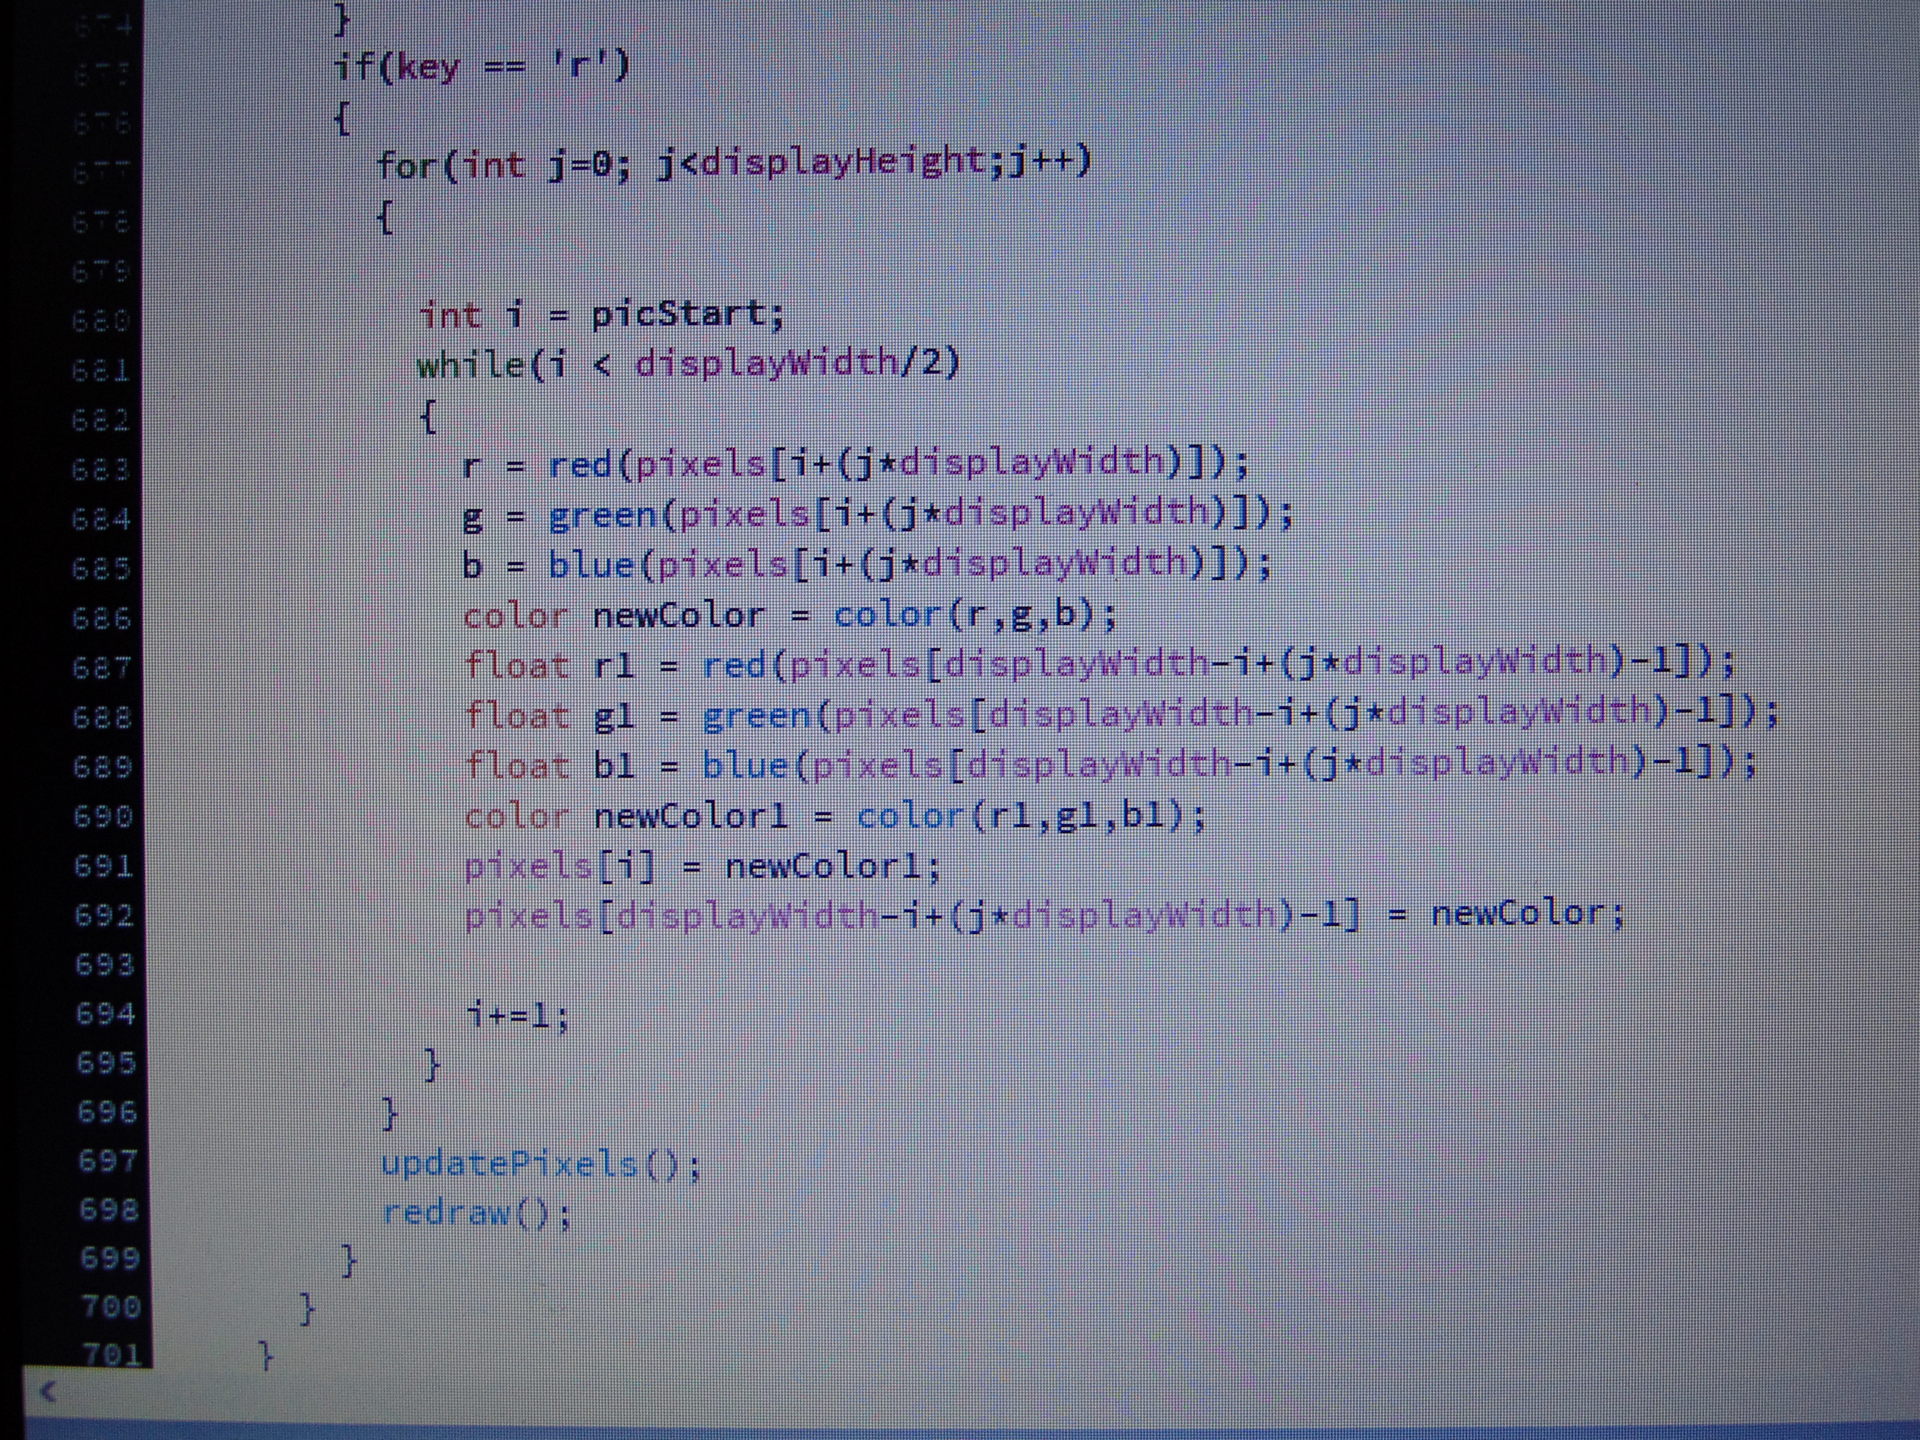 674 }
675 if(key == 'r')
676 {
677 for(int j=0; j<displayHeight;j++)
678 {
679
680 int i = picStart;
681 while(i < displayWidth/2)
682 {
683 r = red(pixels[i+(j*displayWidth)]);
684 g = green(pixels[i+(j*displayWidth)]);
685 b = blue(pixels[i+(j*displayWidth)]);
686 color newColor = color(r,g,b);
687 float r1 = red(pixels[displayWidth-i+(j*displayWidth)-1]);
688 float g1 = green(pixels[displayWidth-i+(j*displayWidth)-1]);
689 float b1 = blue(pixels[displayWidth-i+(j*displayWidth)-1]);
690 color newColor1 = color(r1,g1,b1);
691 pixels[i] = newColor1;
692 pixels[displayWidth-i+(j*displayWidth)-1] = newColor;
693
694 i+=1;
695 }
696 }
697 updatePixels();
698 redraw();
699 }
700 }
701 }
<